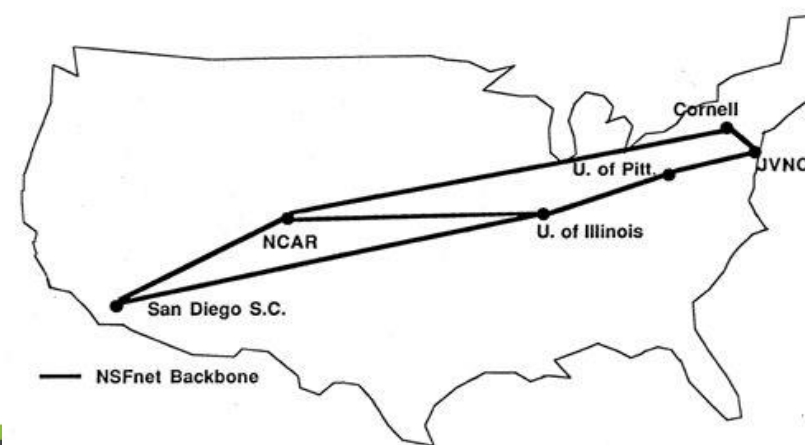 Cornell
JVNC
U. of Pitt.
U. of Illinois
NCAR
San Diego S.C.
NSFnet Backbone